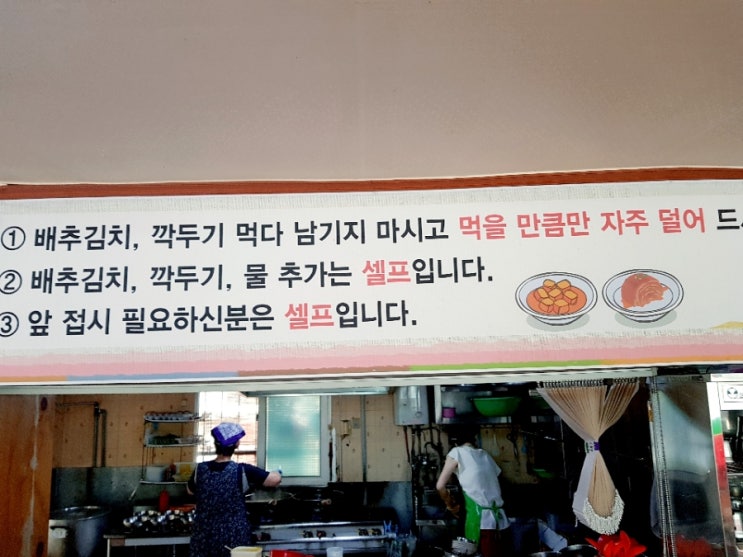 ① 배추김치, 깍두기 먹다 남기지 마시고 먹을 만큼만 자주 덜어
② 배추김치, 깍두기, 물 추가는 셀프입니다.
③ 앞 접시 필요하신분은 셀프입니다.